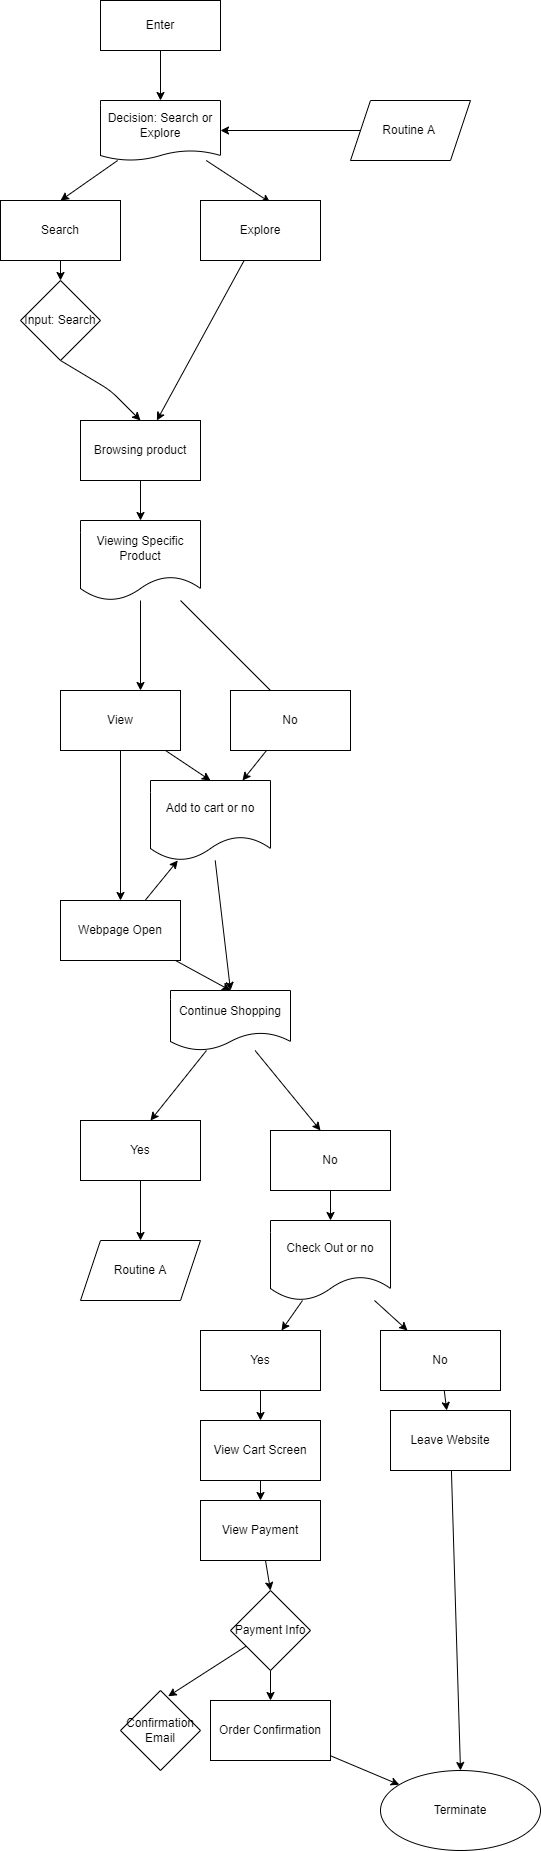 Enter
Decision: Search or
Explore
Routine A
Search
Explore
Input: Search
Browsing product
Viewing Specific
Product
View
No
Add to cart or no
Webpage Open
Continue Shopping
Yes
No
Routine A
Check Out or no
Yes
No
Leave Website
View Cart Screen
View Payment
Payment Info
Confirmation
Email
Order Confirmation
Terminate